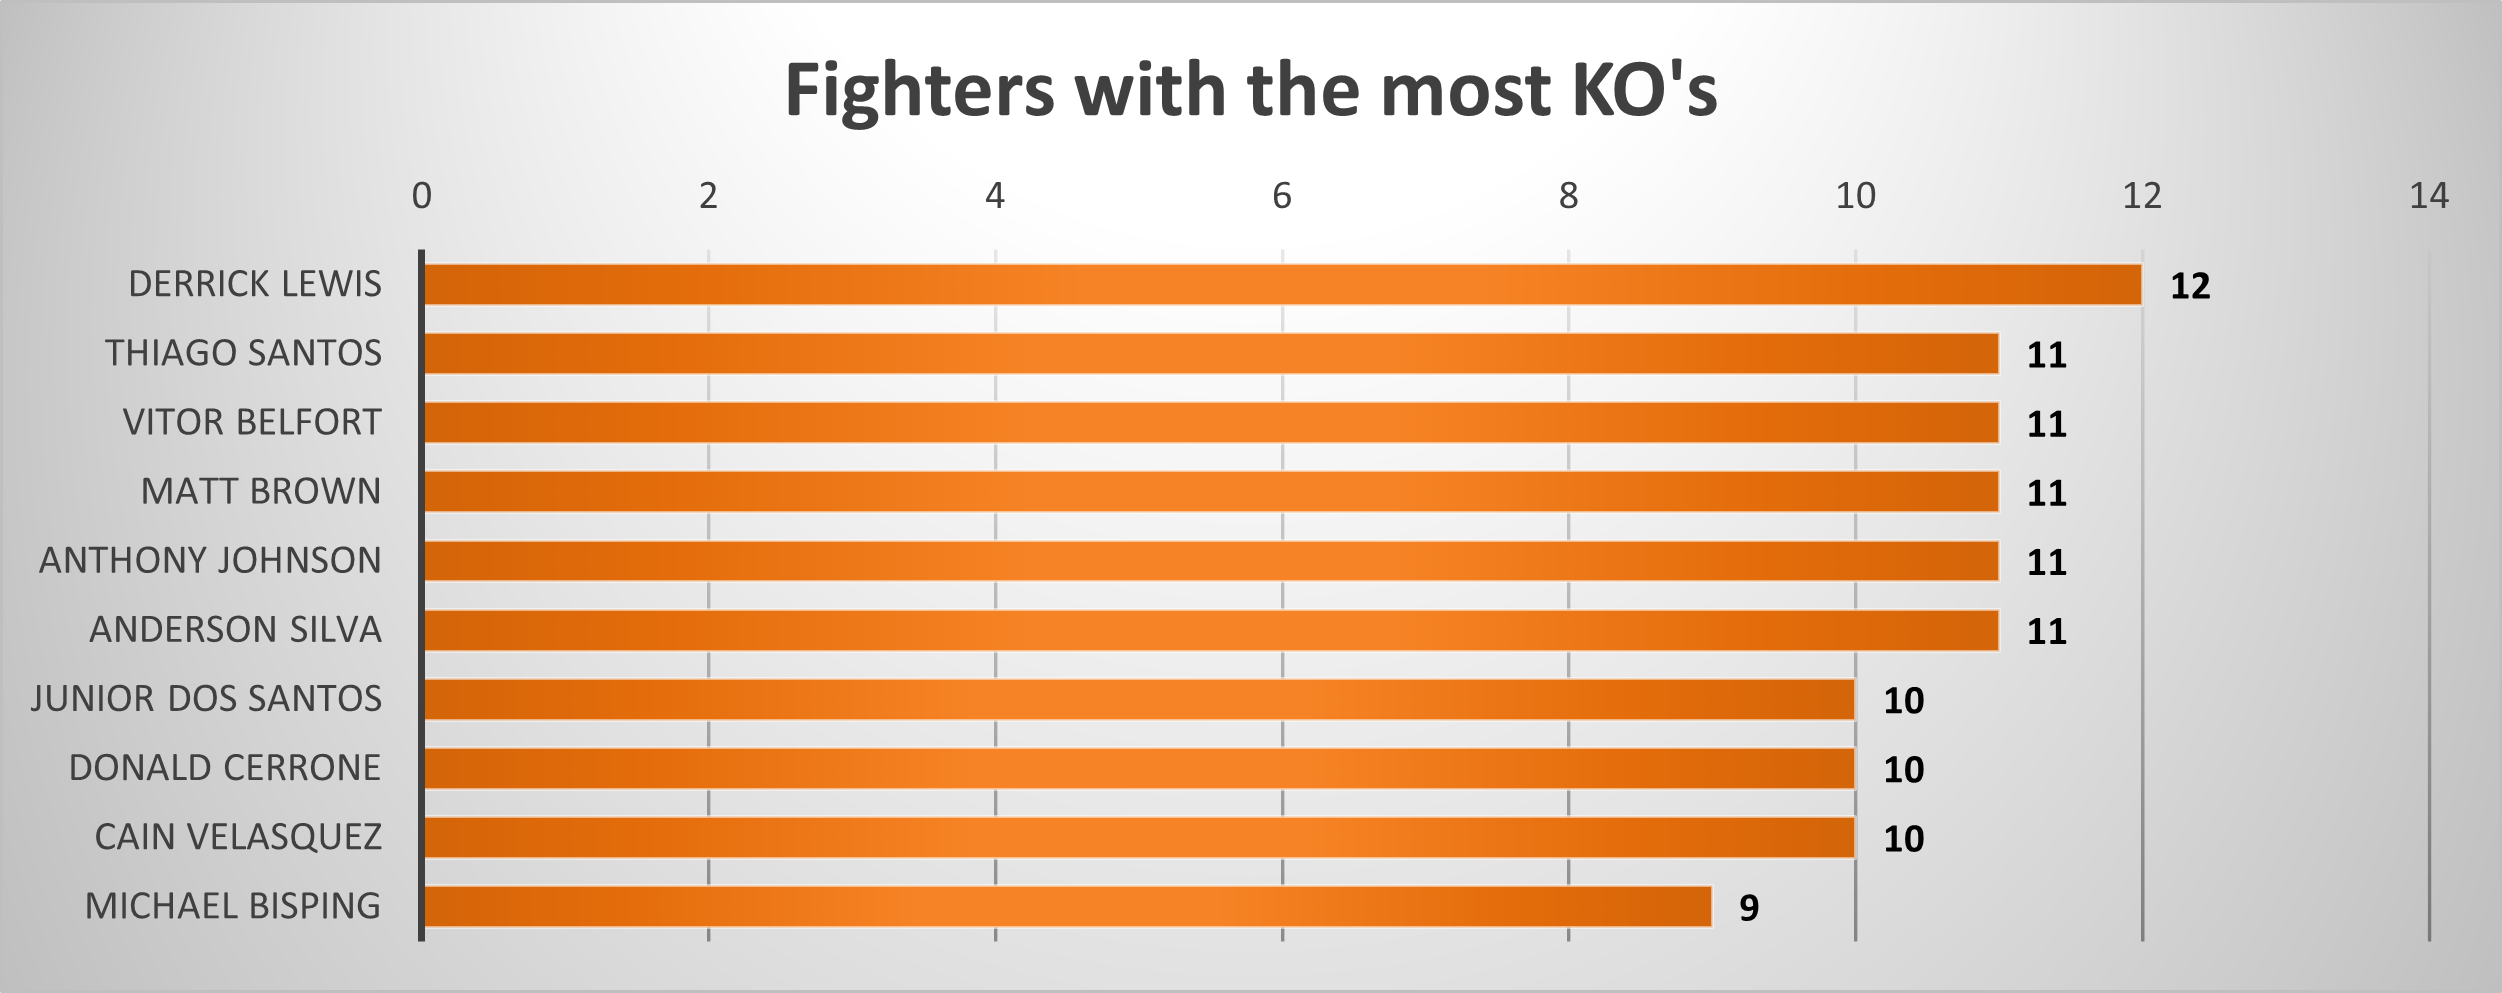 Fighters with the most KO's
0 2 4 6 8 10 12 14
DERRICK LEWIS 12
THIAGO SANTOS 11
VITOR BELFORT 11
MATT BROWN 11
ANTHONY JOHNSON 11
ANDERSON SILVA 11
JUNIOR DOS SANTOS 10
DONALD CERRONE 10
CAIN VELASQUEZ 10
MICHAEL BISPING 9